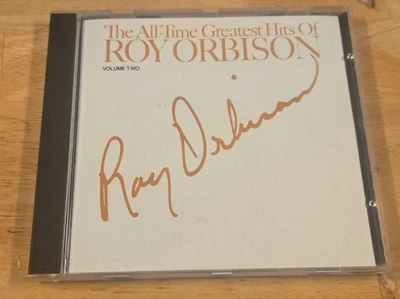 The All-Time Greatest Hits Of
ROY ORBISON
VOLUME TWO
Roy Orbison